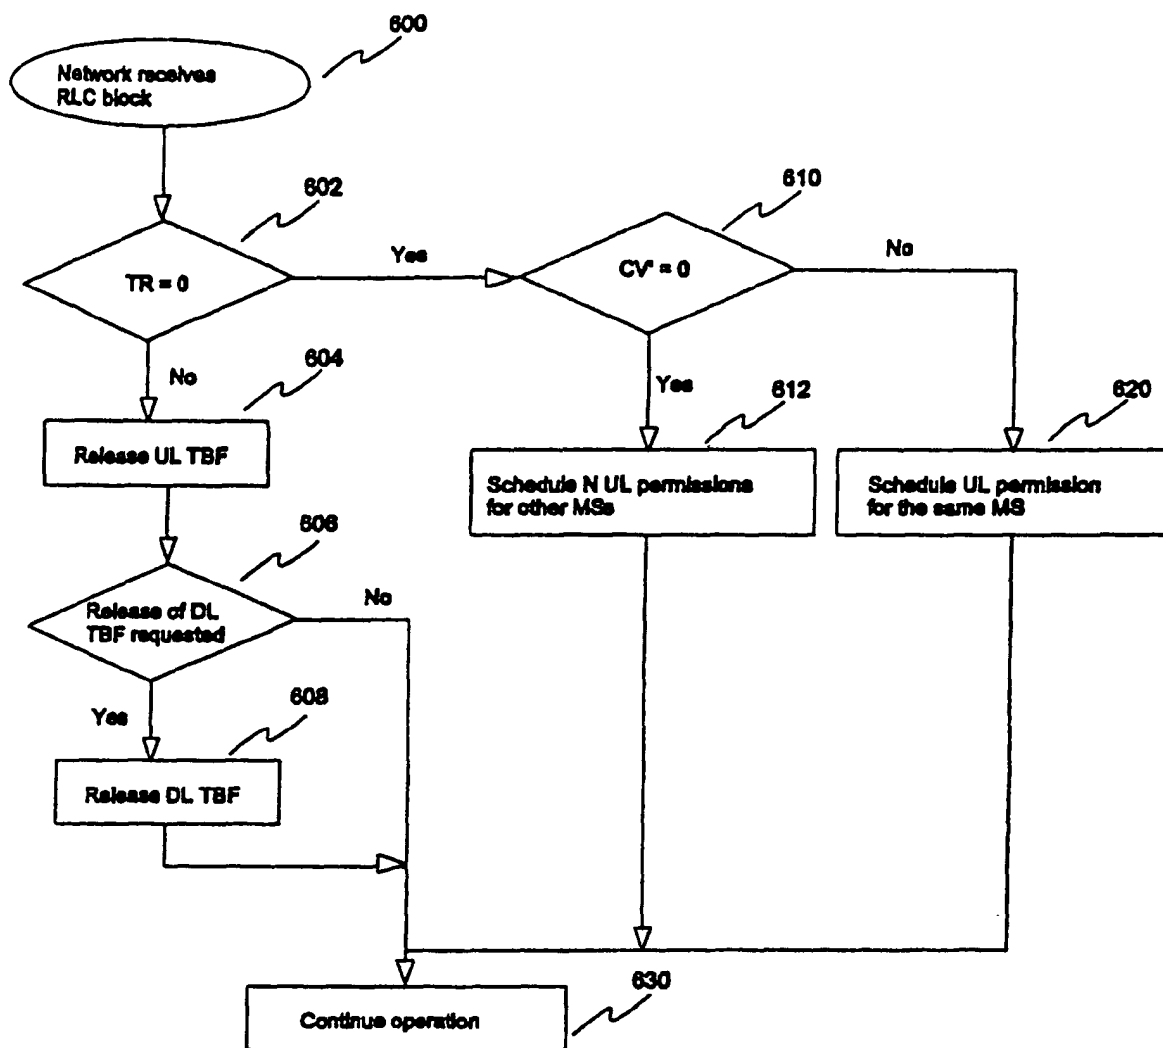 600
Network receives
RLC block
602
TR = 0
Yes
610
CV' = 0
No
No
604
Release UL TBF
Yes
612
Schedule N UL permissions
for other MSs
620
Schedule UL permission
for the same MS
606
Release of DL
TBF requested
No
Yes
608
Release DL TBF
630
Continue operation